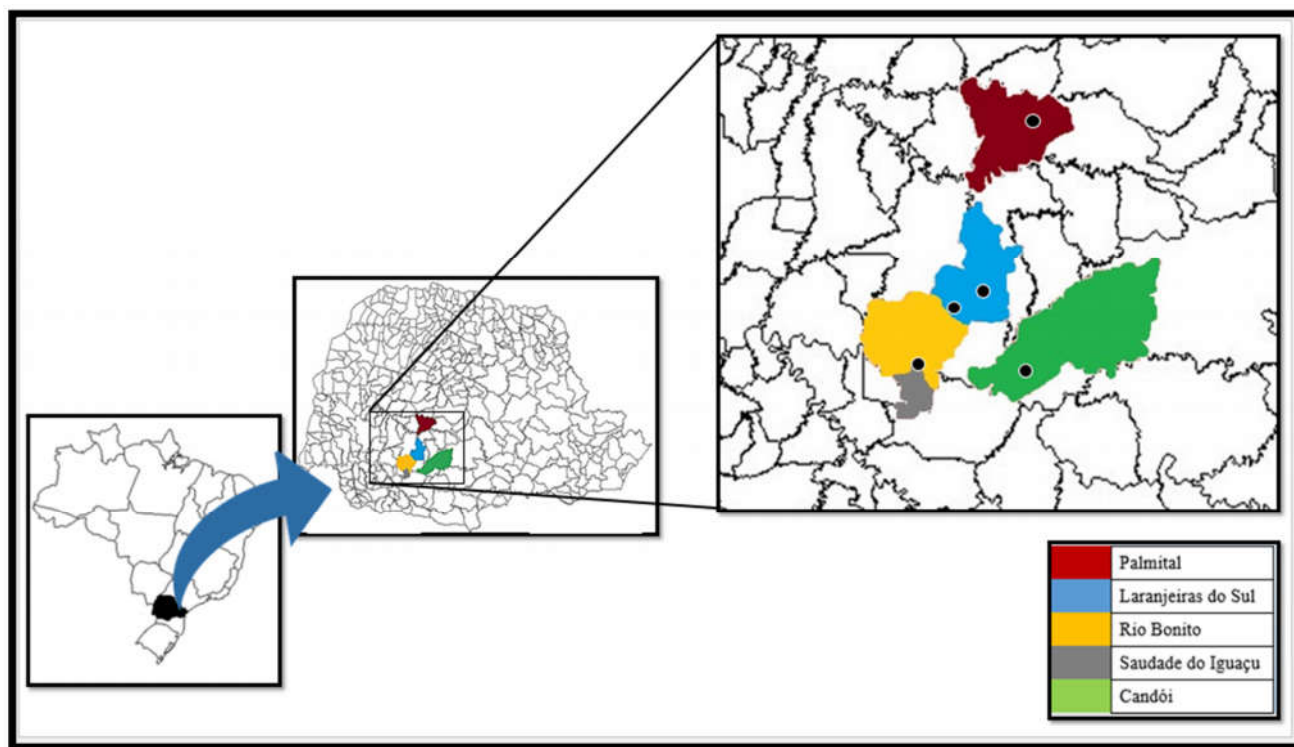 Palmital
Laranjeiras do Sul
Rio Bonito
Saudade do Iguaçu
Candói